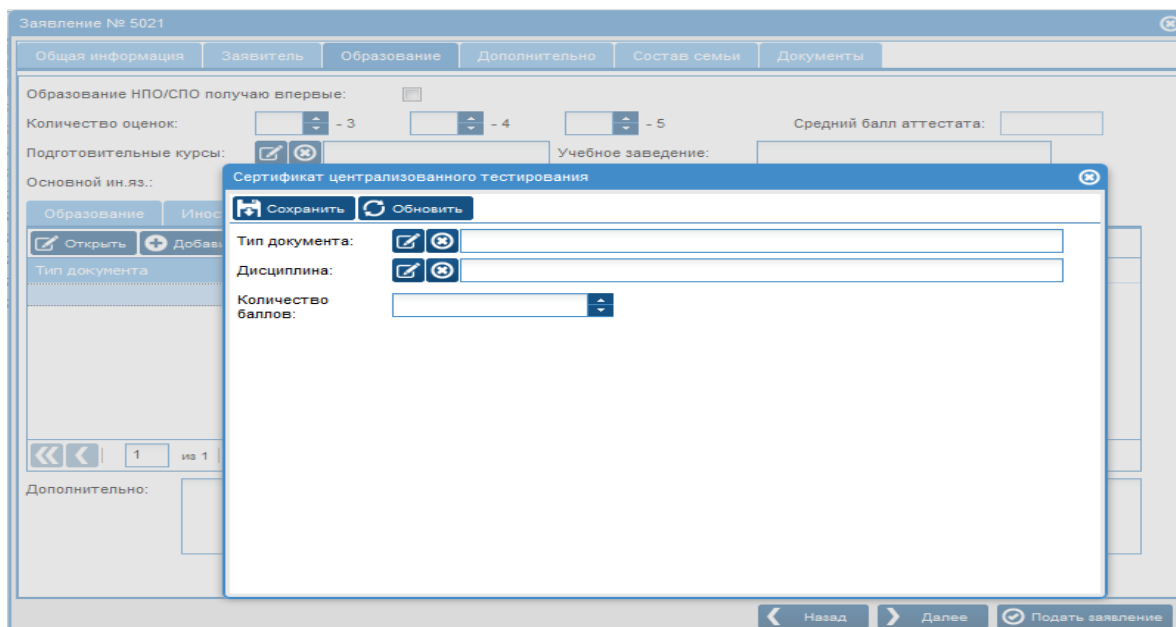 Заявление № 5021
Общая информация Заявитель Образование Дополнительно Состав семьи Документы
Образование НПО/СПО получаю впервые:
Количество оценок: - 3 - 4 - 5 Средний балл аттестата:
Подготовительные курсы: Учебное заведение:
Основной ин.яз.:
Сертификат централизованного тестирования
Образование
Сохранить Обновить
Открыть
Тип документа:
Тип документа
Дисциплина:
Количество
баллов:
1 из 1
Дополнительно:
Назад Далее Подать заявление